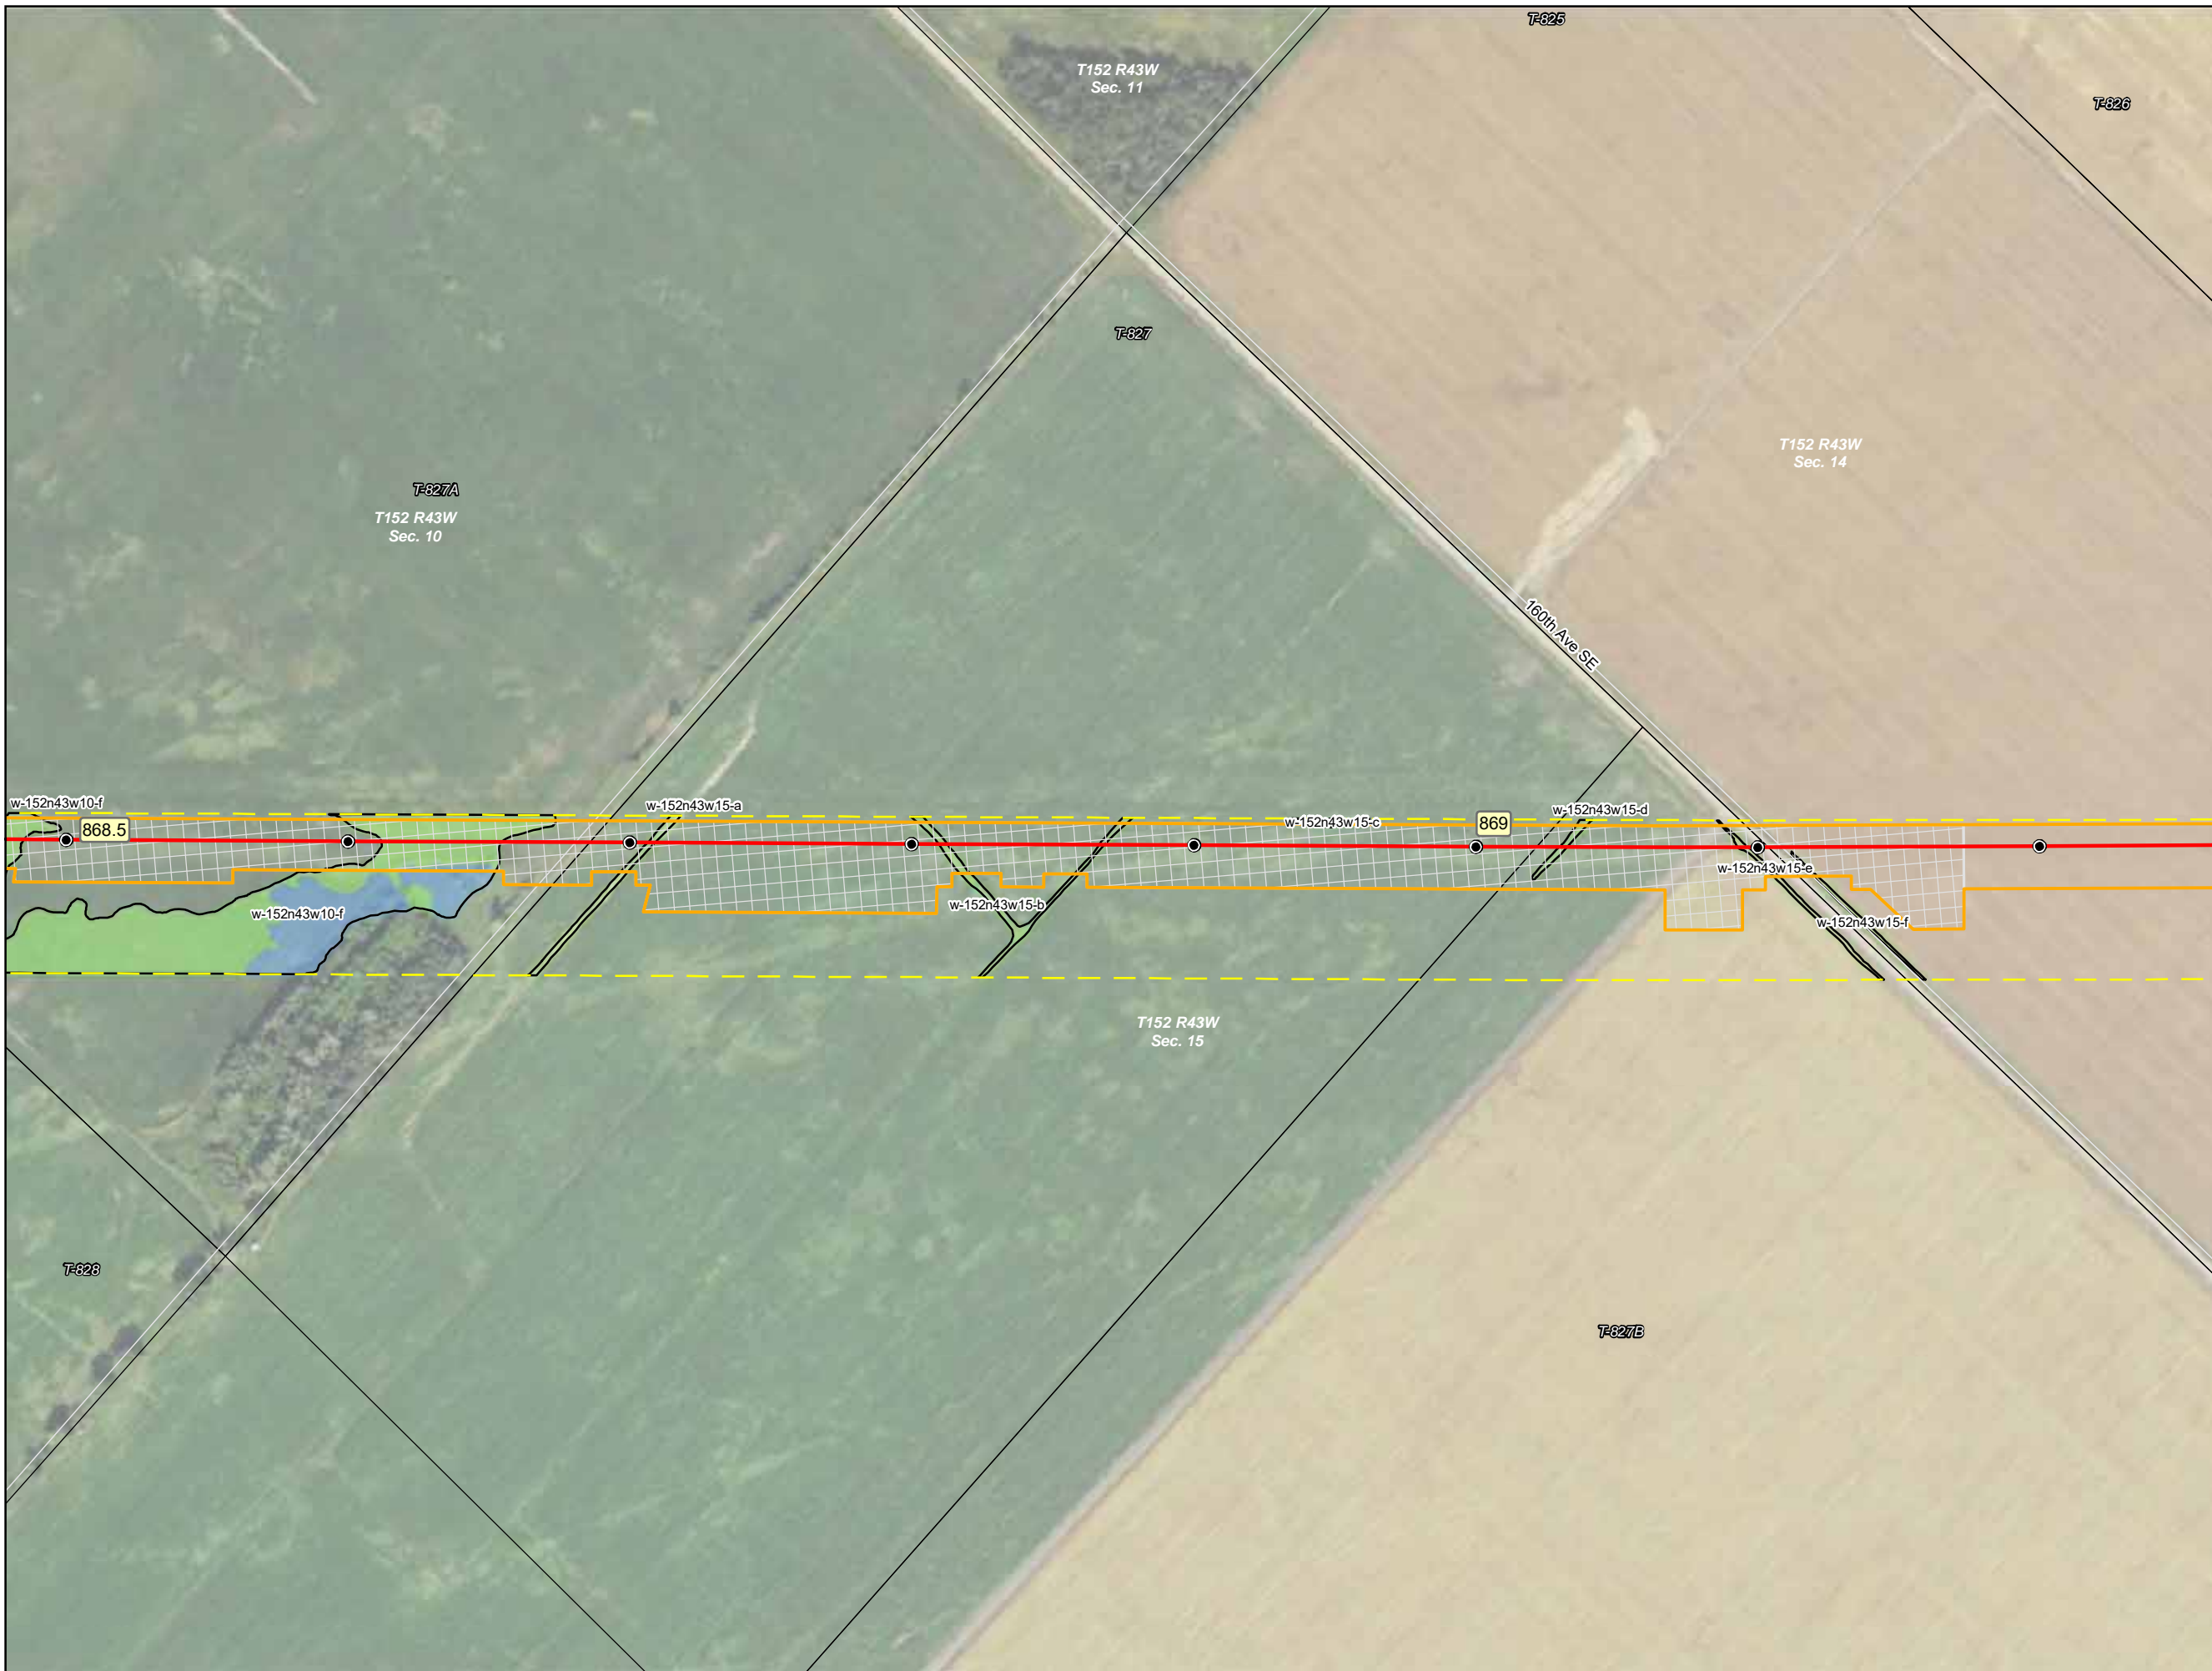 T-825
T152 R43W
Sec. 11
T-826
T-827
T152 R43W
Sec. 14
T-827A
T152 R43W
Sec. 10
160th Ave SE
w-152n43w10-f
868.5
w-152n43w15-a
w-152n43w15-c
869
w-152n43w15-d
w-152n43w15-e
w-152n43w15-b
w-152n43w10-f
w-152n43w15-f
T152 R43W
Sec. 15
T-828
T-827B